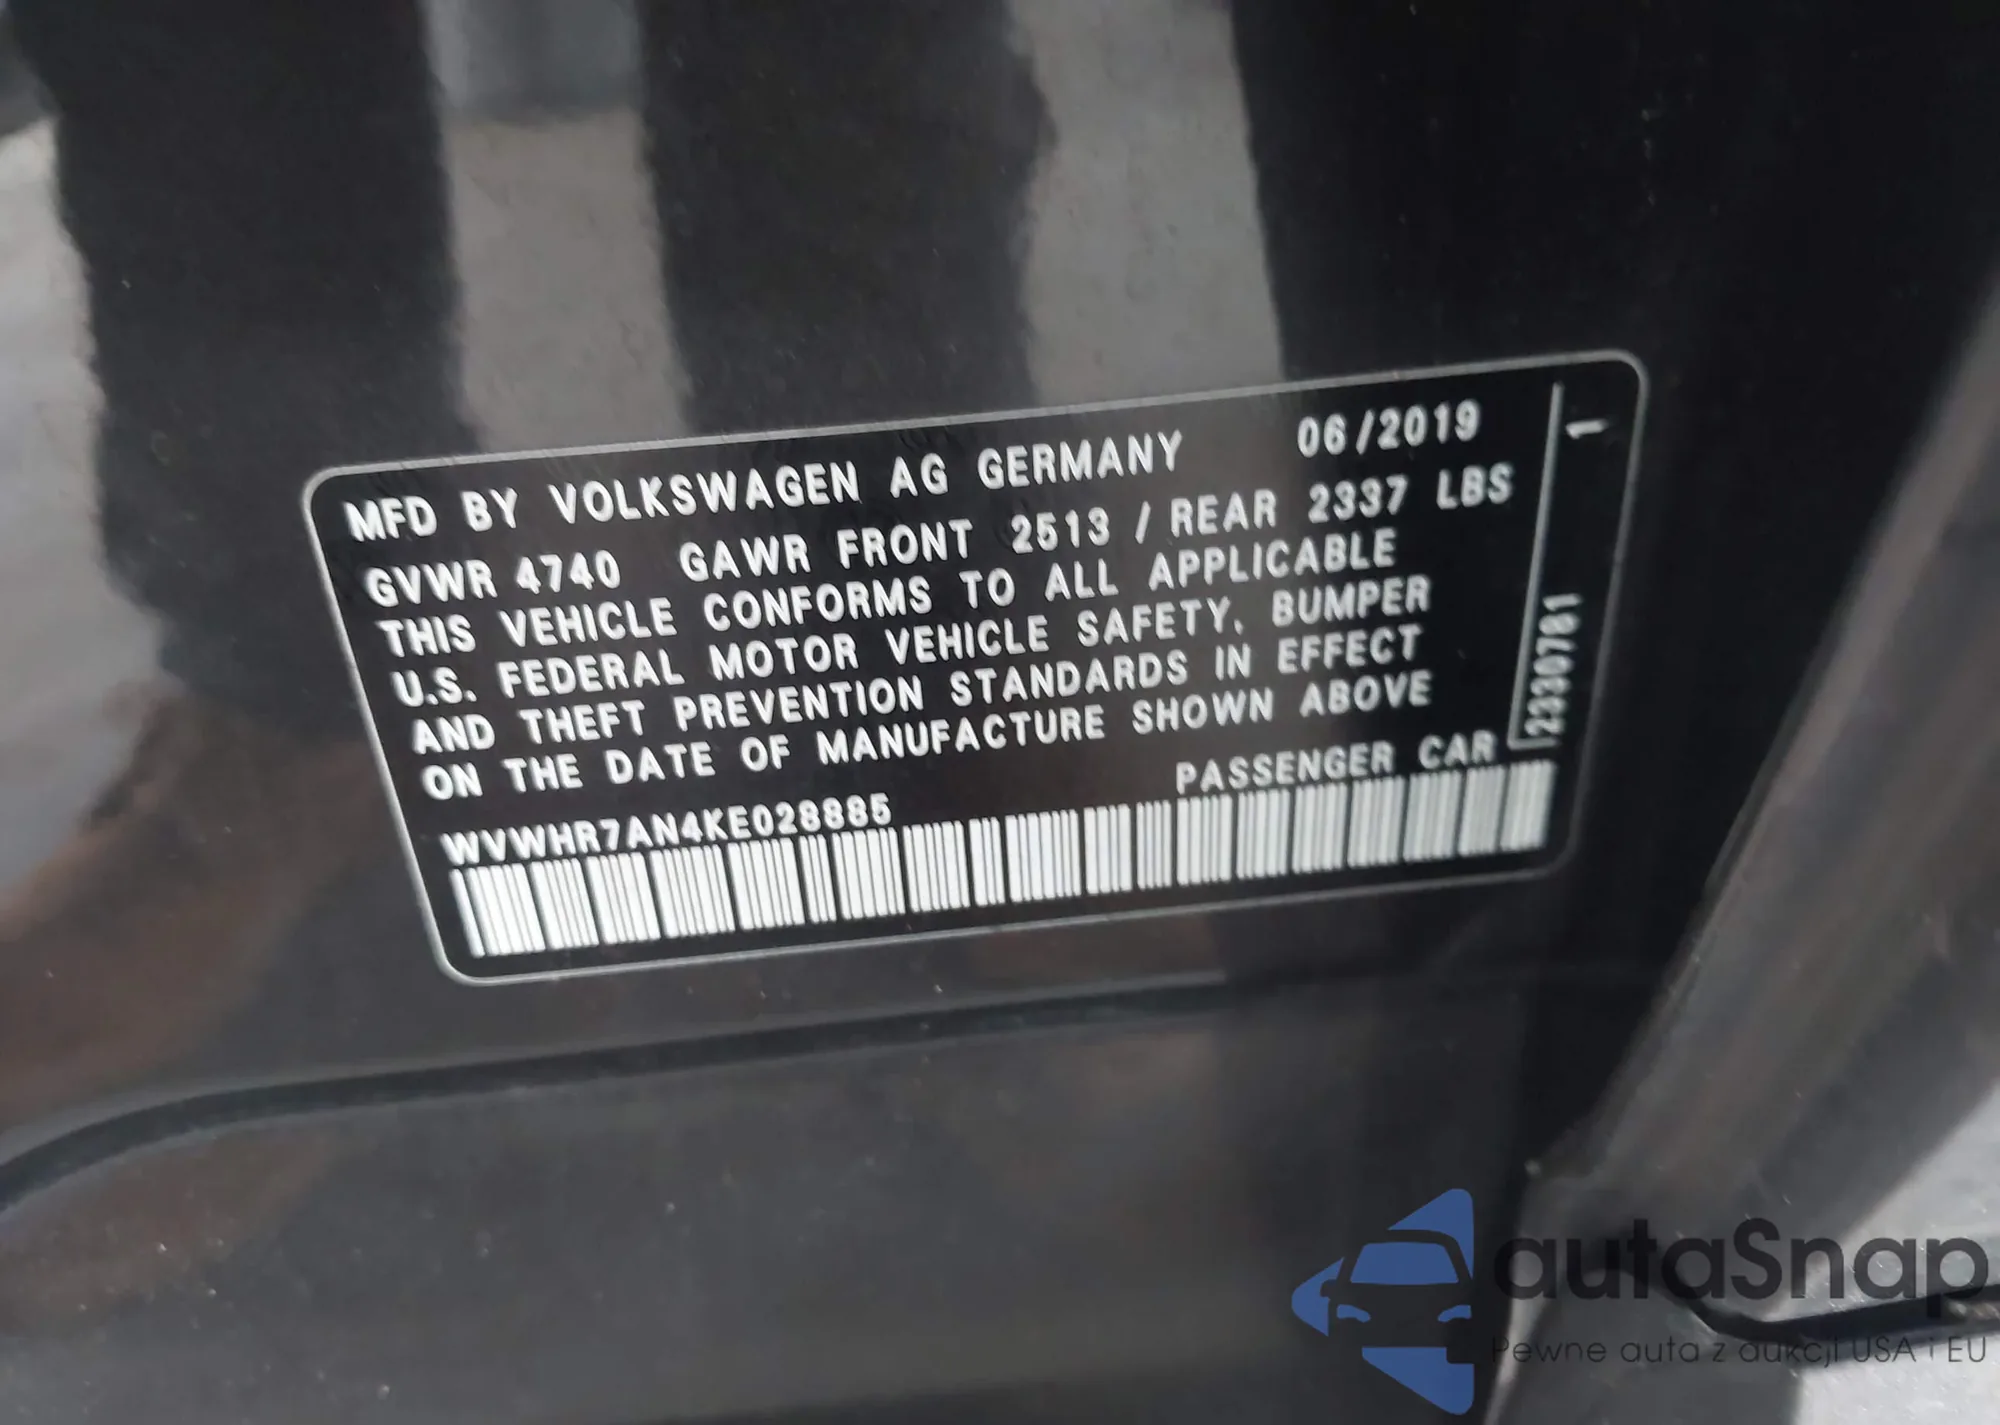 MFD BY VOLKSWAGEN AG GERMANY 06/2019
GVWR 4740 GAWR FRONT 2513 / REAR 2337 LBS
THIS VEHICLE CONFORMS TO ALL APPLICABLE
U.S. FEDERAL MOTOR VEHICLE SAFETY, BUMPER
AND THEFT PREVENTION STANDARDS IN EFFECT
ON THE DATE OF MANUFACTURE SHOWN ABOVE
PASSENGER CAR
WVWHR7AN4KE028885
2330781 1
autaSnap
Pewne auta z aukcji USA i EU